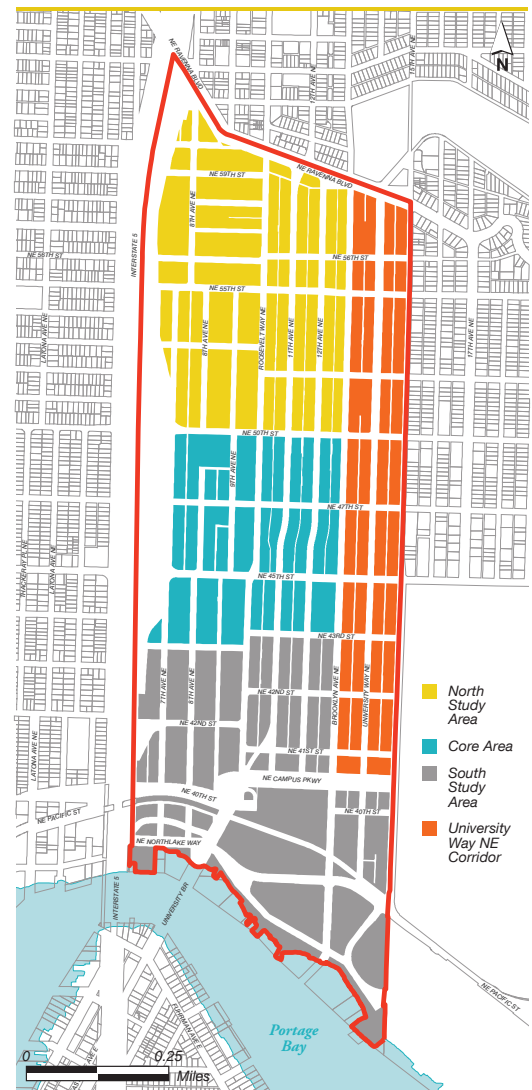 NE RAVENNA BLVD
12TH AVE NE
15TH AVE NE
N
NE RAVENNA BLVD
NE 59TH ST
8TH AVE NE
NE 56TH ST
NE 56TH ST
INTERSTATE 5
NE 55TH ST
LATONA AVE NE
8TH AVE NE
ROOSEVELT WAY NE
11TH AVE NE
12TH AVE NE
17TH AVE NE
NE 50TH ST
9TH AVE NE
NE 47TH ST
THACKERAY PL NE
LATONA AVE NE
NE 45TH ST
NE 43RD ST
7TH AVE NE
8TH AVE NE
BROOKLYN AVE NE
UNIVERSITY WAY NE
NE 42ND ST
NE 42ND ST
LATONA AVE NE
NE 41ST ST
NE CAMPUS PKWY
NE 40TH ST
NE 40TH ST
NE PACIFIC ST
NE NORTHLAKE WAY
INTERSTATE 5
UNIVERSITY BR
NE PACIFIC ST
FUHRMAN AVE E
North
Study
Area
Core Area
South
Study
Area
University
Way NE
Corridor
Portage
Bay
0 0.25
Miles